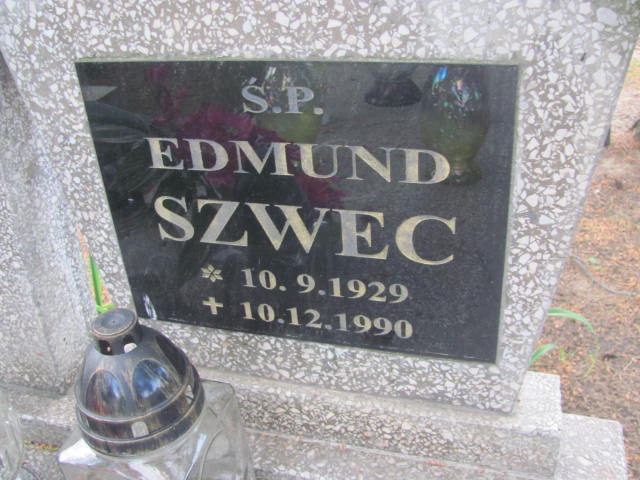 Ś.P.
EDMUND
SZWEC
* 10. 9.1929
+ 10.12.1990